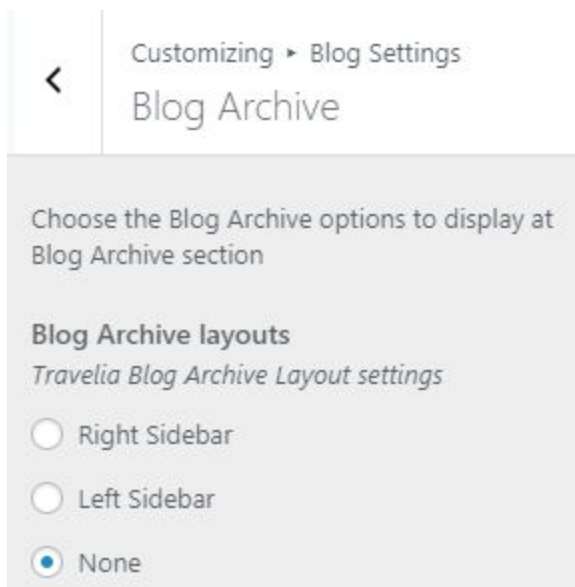 Customizing ▸ Blog Settings
Blog Archive
Choose the Blog Archive options to display at
Blog Archive section
Blog Archive layouts
Travelia Blog Archive Layout settings
Right Sidebar
Left Sidebar
None